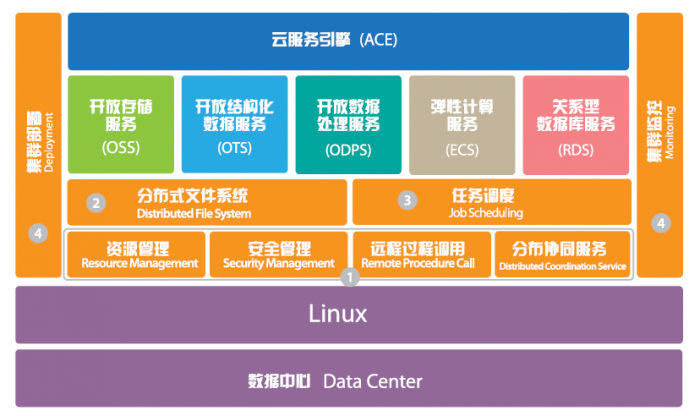 云服务引擎 (ACE)
集群部署
Deployment
4
开放存储
服务
(OSS)
开放结构化
数据服务
(OTS)
开放数据
处理服务
(ODPS)
弹性计算
服务
(ECS)
关系型
数据库服务
(RDS)
集群监控
Monitoring
4
2
分布式文件系统
Distributed File System
3
任务调度
Job Scheduling
资源管理
Resource Management
安全管理
Security Management
远程过程调用
Remote Procedure Call
分布协同服务
Distributed Coordination Service
1
Linux
数据中心 Data Center